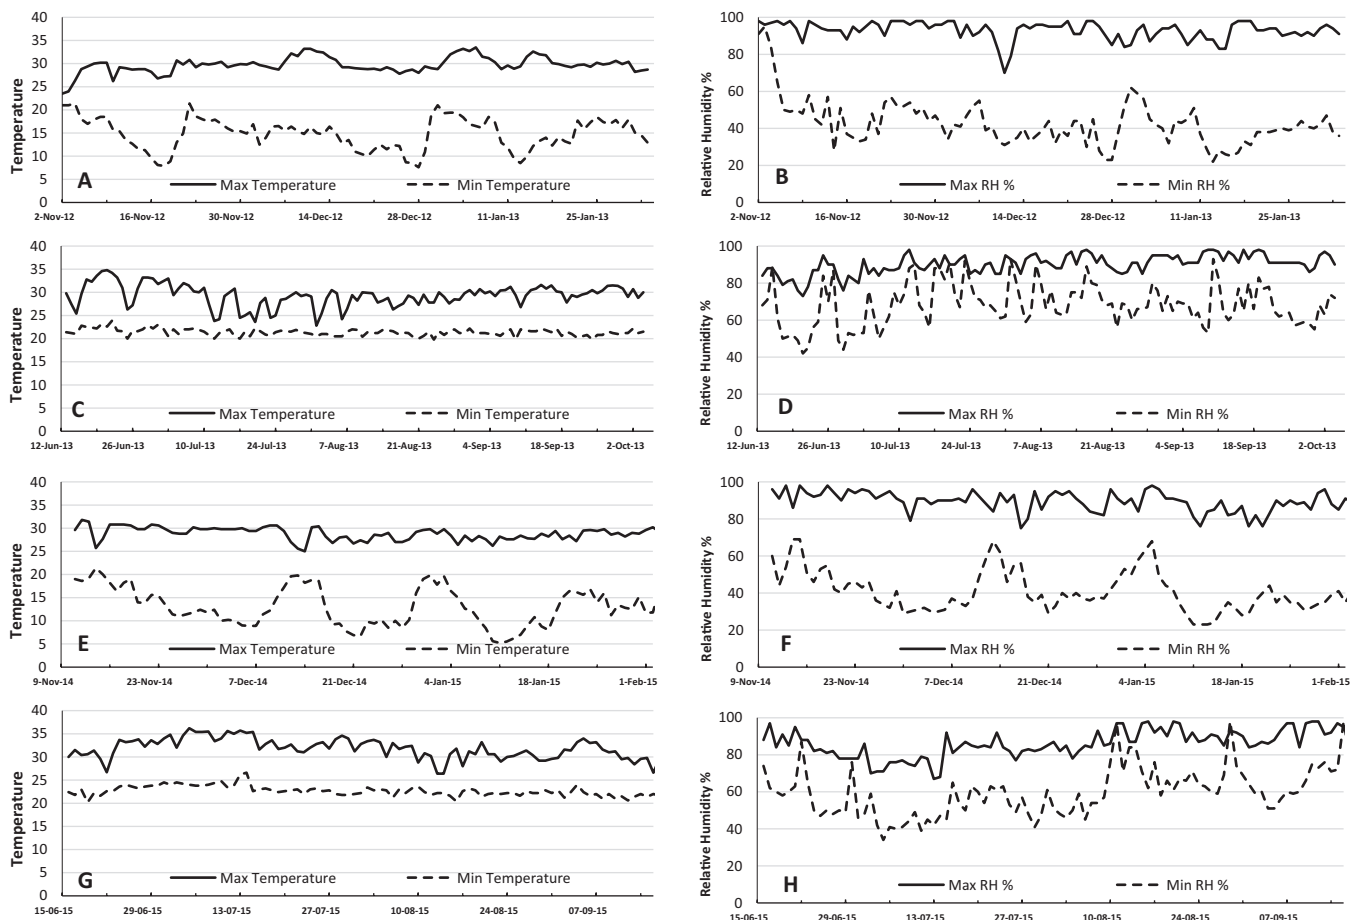 40
35
30
25
20
15
10
5
0
Temperature
A
Max Temperature
Min Temperature
2-Nov-12
16-Nov-12
30-Nov-12
14-Dec-12
28-Dec-12
11-Jan-13
25-Jan-13
100
80
60
40
20
0
Relative Humidity %
B
Max RH %
Min RH %
2-Nov-12
16-Nov-12
30-Nov-12
14-Dec-12
28-Dec-12
11-Jan-13
25-Jan-13
40
35
30
25
20
15
10
5
0
Temperature
C
Max Temperature
Min Temperature
12-Jun-13
26-Jun-13
10-Jul-13
24-Jul-13
7-Aug-13
21-Aug-13
4-Sep-13
18-Sep-13
2-Oct-13
100
80
60
40
20
0
Relative Humidity %
D
Max RH %
Min RH %
12-Jun-13
26-Jun-13
10-Jul-13
24-Jul-13
7-Aug-13
21-Aug-13
4-Sep-13
18-Sep-13
2-Oct-13
40
35
30
25
20
15
10
5
0
Temperature
E
Max Temperature
Min Temperature
9-Nov-14
23-Nov-14
7-Dec-14
21-Dec-14
4-Jan-15
18-Jan-15
1-Feb-15
100
80
60
40
20
0
Relative Humidity %
F
Max RH %
Min RH %
9-Nov-14
23-Nov-14
7-Dec-14
21-Dec-14
4-Jan-15
18-Jan-15
1-Feb-15
40
35
30
25
20
15
10
5
0
Temperature
G
Max Temperature
Min Temperature
15-06-15
29-06-15
13-07-15
27-07-15
10-08-15
24-08-15
07-09-15
100
80
60
40
20
0
Relative Humidity %
H
Max RH %
Min RH %
15-06-15
29-06-15
13-07-15
27-07-15
10-08-15
24-08-15
07-09-15